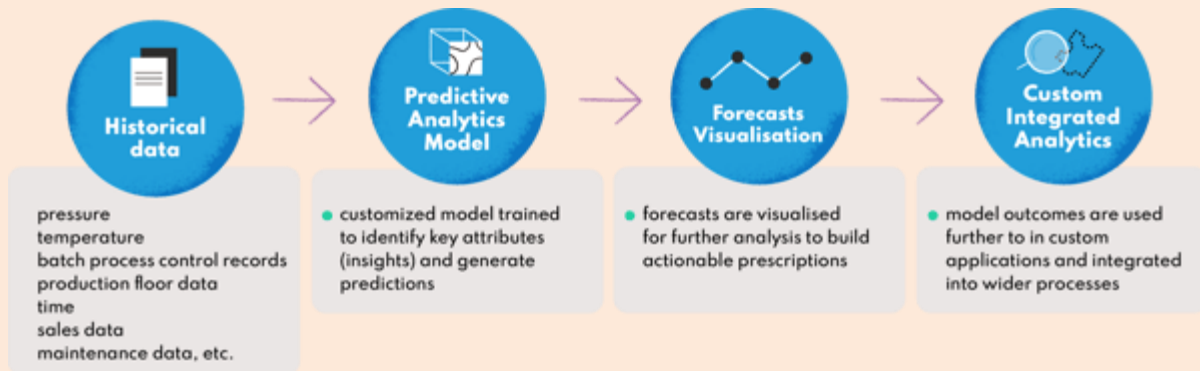 Historical
data
pressure
temperature
batch process control records
production floor data
time
sales data
maintenance data, etc.
Predictive
Analytics
Model
customized model trained
to identify key attributes
(insights) and generate
predictions
Forecasts
Visualisation
forecasts are visualised
for further analysis to build
actionable prescriptions
Custom
Integrated
Analytics
model outcomes are used
further to in custom
applications and integrated
into wider processes